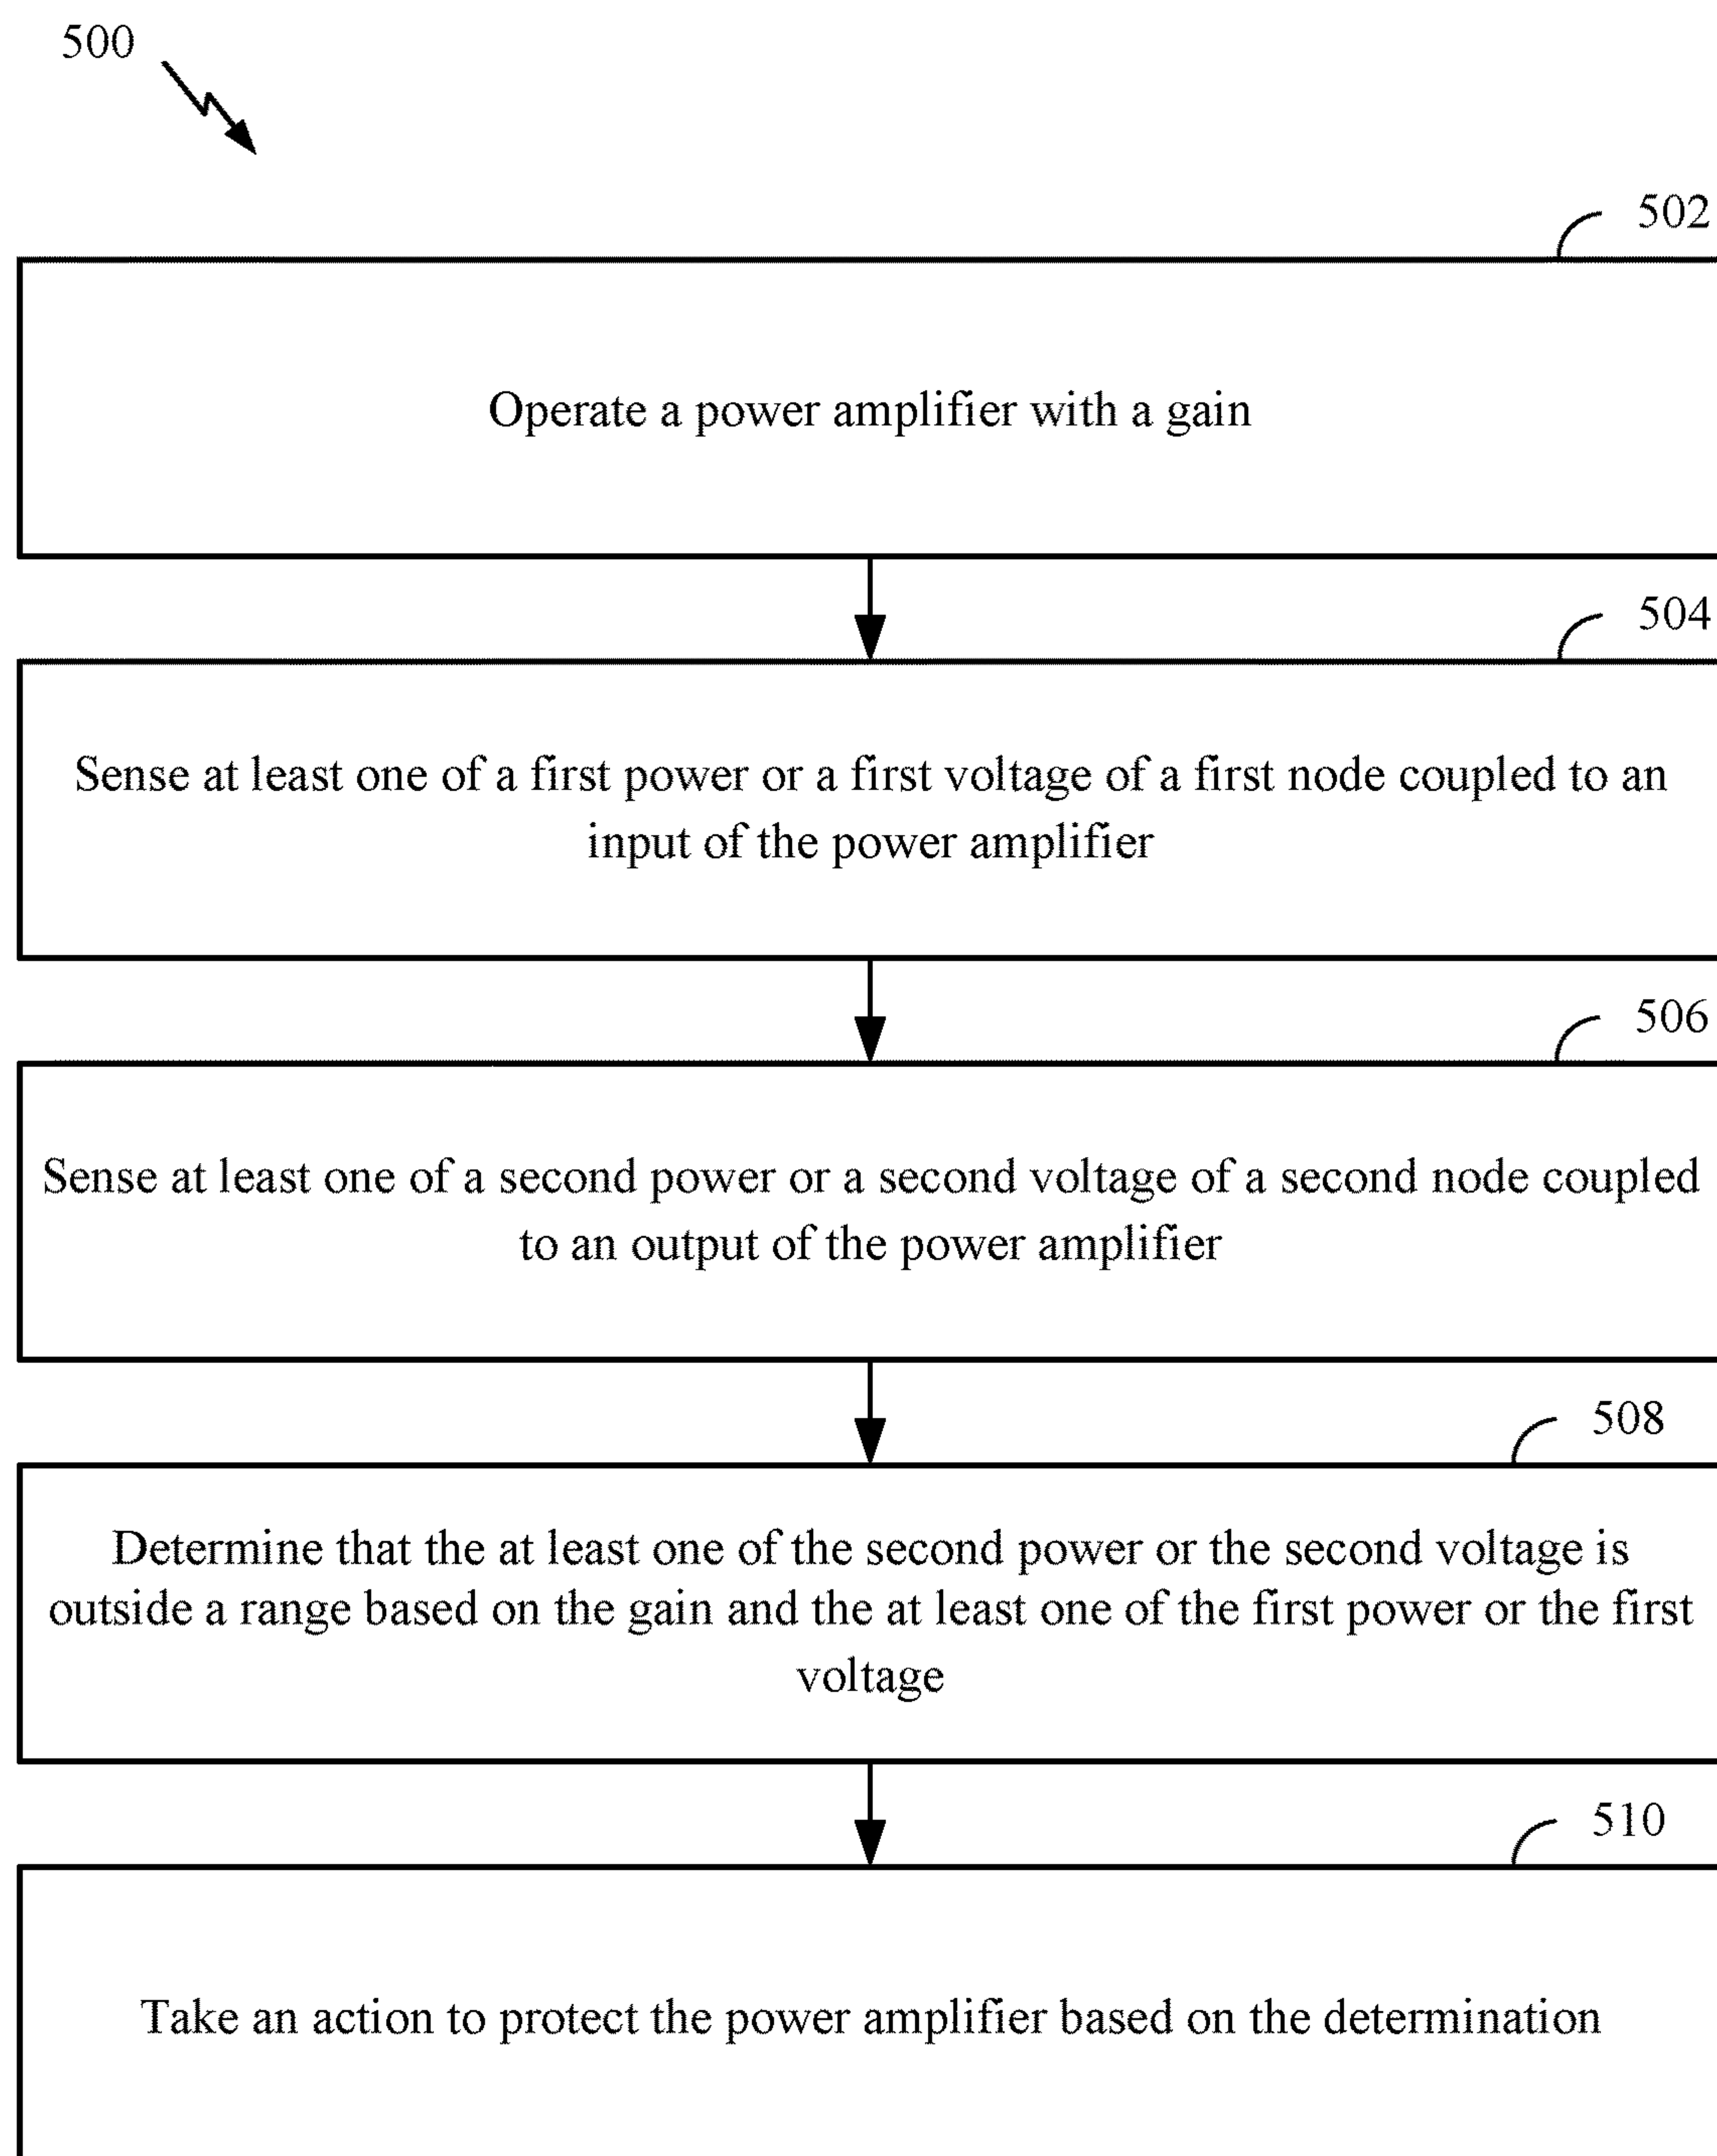 500
502
Operate a power amplifier with a gain
504
Sense at least one of a first power or a first voltage of a first node coupled to an
input of the power amplifier
506
Sense at least one of a second power or a second voltage of a second node coupled
to an output of the power amplifier
508
Determine that the at least one of the second power or the second voltage is
outside a range based on the gain and the at least one of the first power or the first
voltage
510
Take an action to protect the power amplifier based on the determination